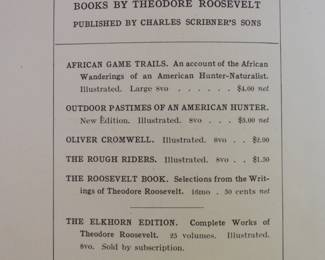 BOOKS BY THEODORE ROOSEVELT
PUBLISHED BY CHARLES SCRIBNER'S SONS
AFRICAN GAME TRAILS. An account of the African
Wanderings of an American Hunter-Naturalist.
Illustrated. Large 8vo . . . . . . $4.00 net
OUTDOOR PASTIMES OF AN AMERICAN HUNTER.
New Edition. Illustrated. 8vo . . . $3.00 net
OLIVER CROMWELL. Illustrated. 8vo . . $2.00
THE ROUGH RIDERS. Illustrated. 8vo . . $1.50
THE ROOSEVELT BOOK. Selections from the Writ-
ings of Theodore Roosevelt. 16mo . 50 cents net
THE ELKHORN EDITION. Complete Works of
Theodore Roosevelt. 25 volumes. Illustrated.
8vo. Sold by subscription.